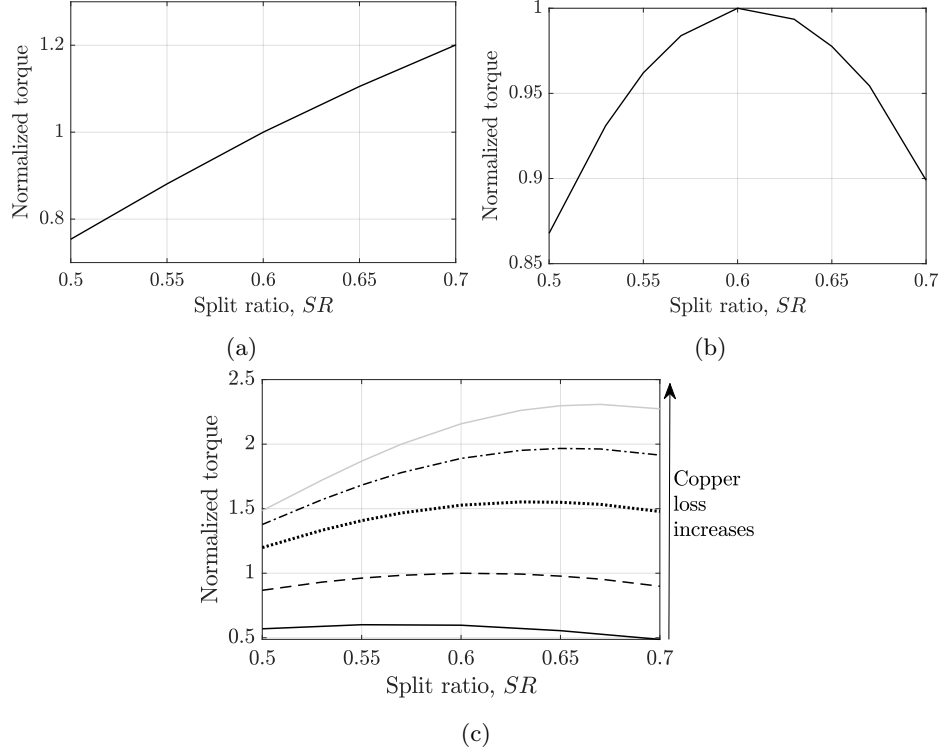 Normalized torque
1.2
1
0.8
0.5 0.55 0.6 0.65 0.7
Split ratio, SR
(a)
Normalized torque
1
0.95
0.9
0.85
0.5 0.55 0.6 0.65 0.7
Split ratio, SR
(b)
Normalized torque
2.5
2
1.5
1
0.5
0.5 0.55 0.6 0.65 0.7
Split ratio, SR
Copper
loss
increases
(c)